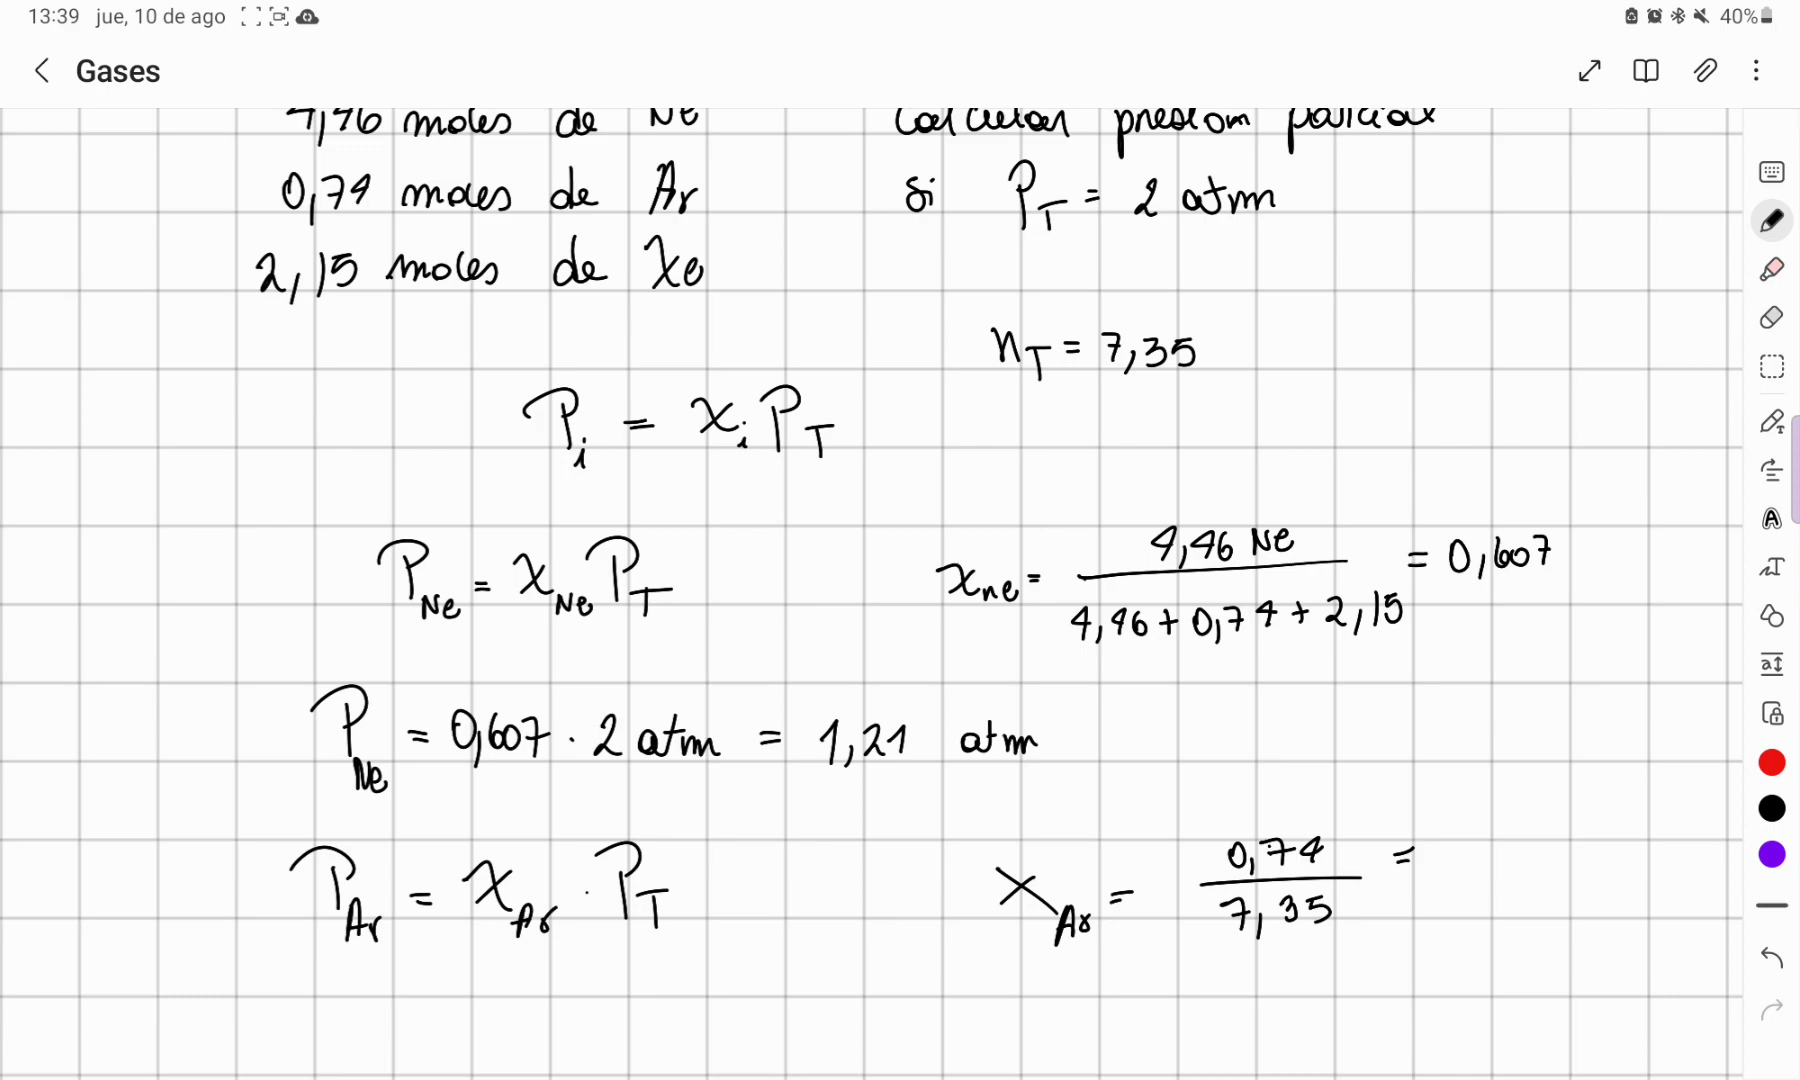 13:39 jue, 10 de ago 40%
Gases
4,46 moles de Ne
Calcular presion parcial
0,74 moles de Ar
si P_T = 2 atm
2,15 moles de Xe
n_T = 7,35
P_i = x_i P_T
P_Ne = x_Ne P_T
x_ne = 4,46 Ne / 4,46 + 0,74 + 2,15 = 0,607
P_Ne = 0,607 · 2 atm = 1,21 atm
P_Ar = x_Ar · P_T
x_Ar = 0,74 / 7,35 =